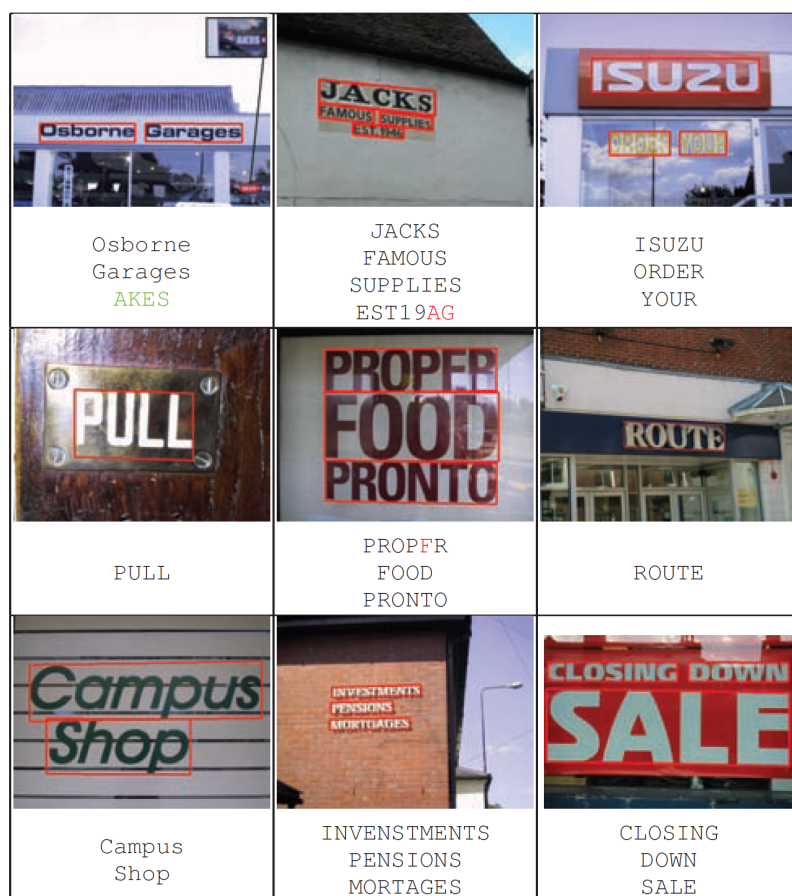 AKES
Osborne Garages
Osborne
Garages
AKES
JACKS
FAMOUS SUPPLIES
EST. 1946
JACKS
FAMOUS
SUPPLIES
EST19AG
ISUZU
ORDER YOUR
ISUZU
ORDER
YOUR
PULL
PULL
PROPER
FOOD
PRONTO
PROPFR
FOOD
PRONTO
ROUTE
ROUTE
Campus
Shop
Campus
Shop
INVESTMENTS
PENSIONS
MORTGAGES
INVENSTMENTS
PENSIONS
MORTAGES
CLOSING DOWN
SALE
CLOSING
DOWN
SALE